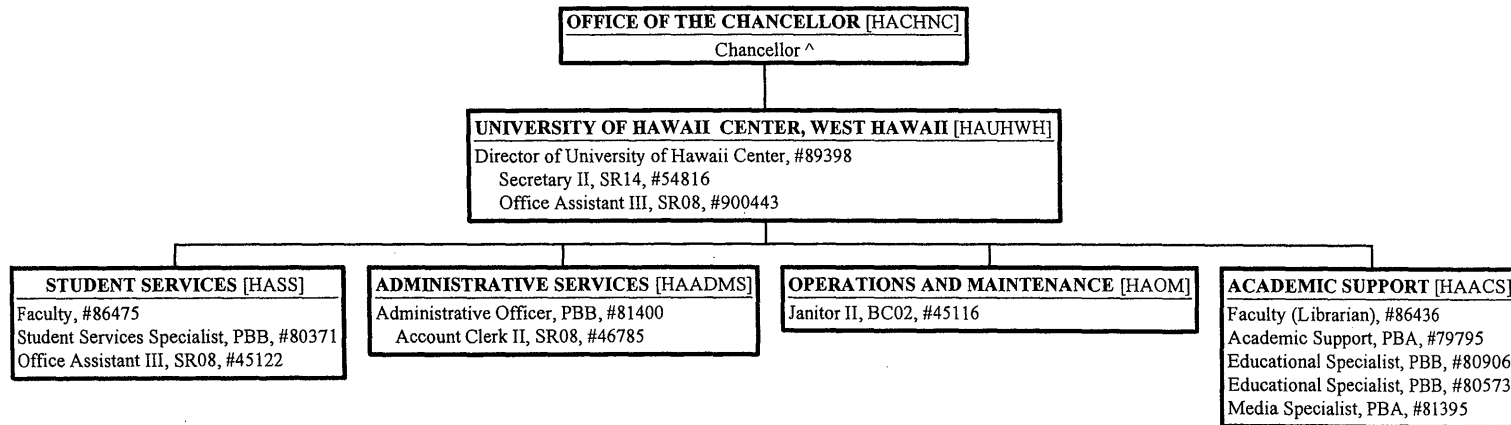 OFFICE OF THE CHANCELLOR [HACHNC]
Chancellor ^
UNIVERSITY OF HAWAII CENTER, WEST HAWAII [HAUHWH]
Director of University of Hawaii Center, #89398
Secretary II, SR14, #54816
Office Assistant III, SR08, #900443
STUDENT SERVICES [HASS]
Faculty, #86475
Student Services Specialist, PBB, #80371
Office Assistant III, SR08, #45122
ADMINISTRATIVE SERVICES [HAADMS]
Administrative Officer, PBB, #81400
Account Clerk II, SR08, #46785
OPERATIONS AND MAINTENANCE [HAOM]
Janitor II, BC02, #45116
ACADEMIC SUPPORT [HAACS]
Faculty (Librarian), #86436
Academic Support, PBA, #79795
Educational Specialist, PBB, #80906
Educational Specialist, PBB, #80573
Media Specialist, PBA, #81395